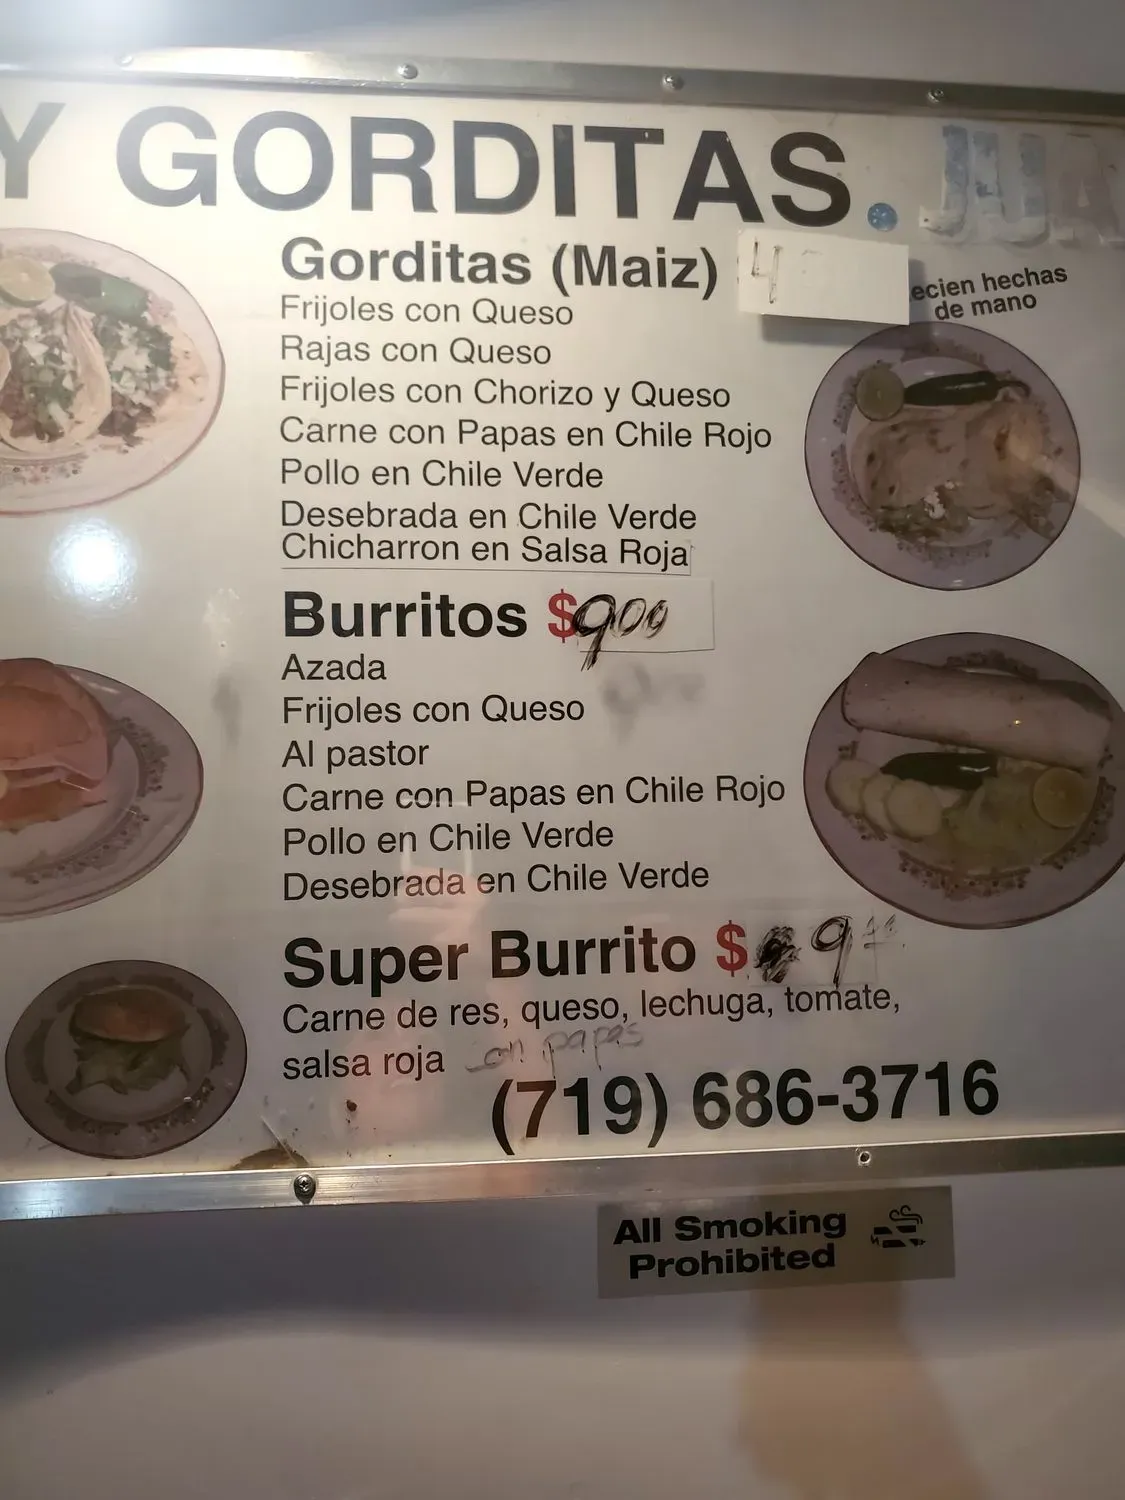 Y GORDITAS. JUA
Gorditas (Maiz) 4
ecien hechas
de mano
Frijoles con Queso
Rajas con Queso
Frijoles con Chorizo y Queso
Carne con Papas en Chile Rojo
Pollo en Chile Verde
Desebrada en Chile Verde
Chicharron en Salsa Roja
Burritos $900
Azada
Frijoles con Queso
Al pastor
Carne con Papas en Chile Rojo
Pollo en Chile Verde
Desebrada en Chile Verde
Super Burrito $ 9
Carne de res, queso, lechuga, tomate,
salsa roja con papas
(719) 686-3716
All Smoking
Prohibited